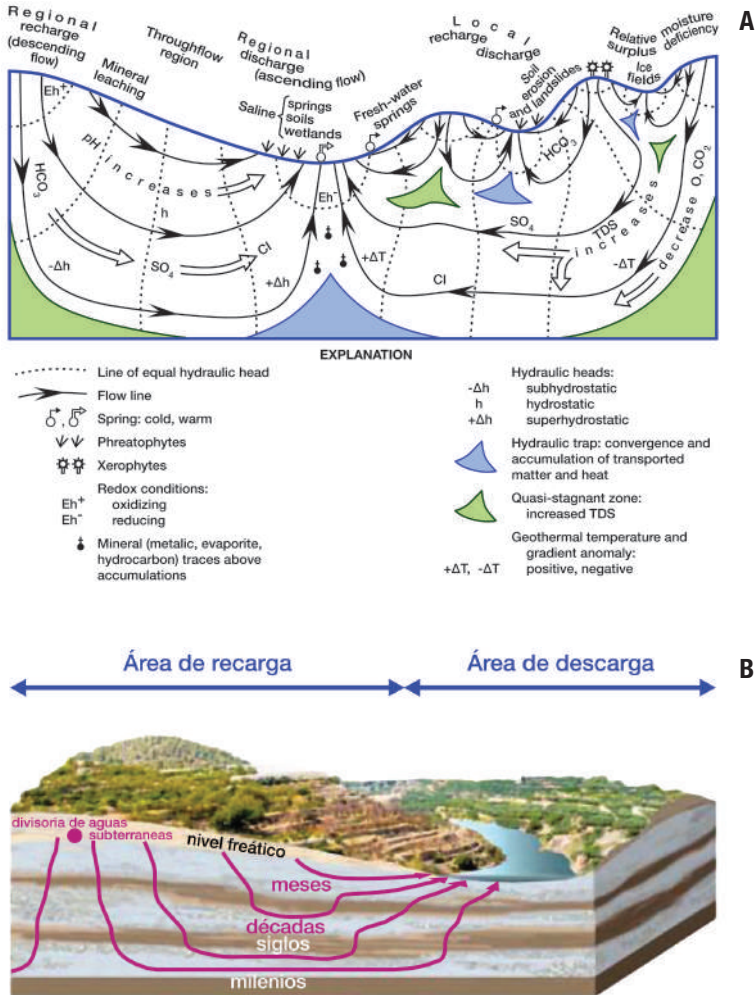 A
Regional
recharge
(descending
flow)
Mineral
leaching
Throughflow
region
Regional
discharge
(ascending flow)
Saline
springs
soils
wetlands
Fresh-water
springs
Local
recharge
discharge
Soil
erosion
and landslides
Relative moisture
surplus deficiency
Ice
fields
Eh+
HCO3
pH increases
h
-Δh
SO4
Cl
+Δh
Eh-
+ΔT
HCO3
SO4
Cl
TDS
increases
-ΔT
decrease O, CO2
EXPLANATION
Line of equal hydraulic head
Flow line
Spring: cold, warm
Phreatophytes
Xerophytes
Redox conditions:
Eh+ oxidizing
Eh- reducing
Mineral (metalic, evaporite,
hydrocarbon) traces above
accumulations
Hydraulic heads:
-Δh subhydrostatic
h hydrostatic
+Δh superhydrostatic
Hydraulic trap: convergence and
accumulation of transported
matter and heat
Quasi-stagnant zone:
increased TDS
Geothermal temperature and
gradient anomaly:
+ΔT, -ΔT positive, negative
B
Área de recarga
Área de descarga
divisoria de aguas
subterraneas
nivel freático
meses
décadas
siglos
milenios